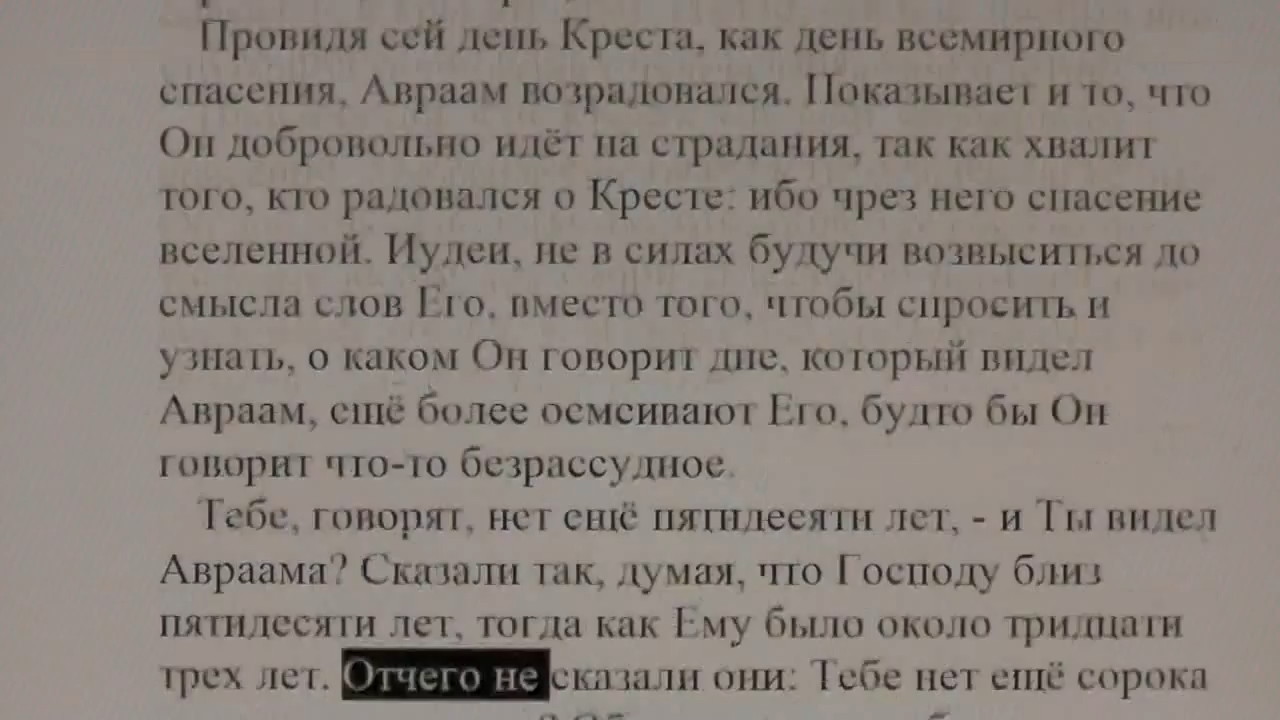 Провидя сей день Креста, как день всемирного
спасения, Авраам возрадовался. Показывает и то, что
Он добровольно идёт на страдания, так как хвалит
того, кто радовался о Кресте: ибо чрез него спасение
вселенной. Иудеи, не в силах будучи возвыситься до
смысла слов Его, вместо того, чтобы спросить и
узнать, о каком Он говорит дне, который видел
Авраам, ещё более осмеивают Его, будто бы Он
говорит что-то безрассудное.
Тебе, говорят, нет ещё пятидесяти лет, - и Ты видел
Авраама? Сказали так, думая, что Господу близ
пятидесяти лет, тогда как Ему было около тридцати
трех лет. Отчего не сказали они: Тебе нет ещё сорока